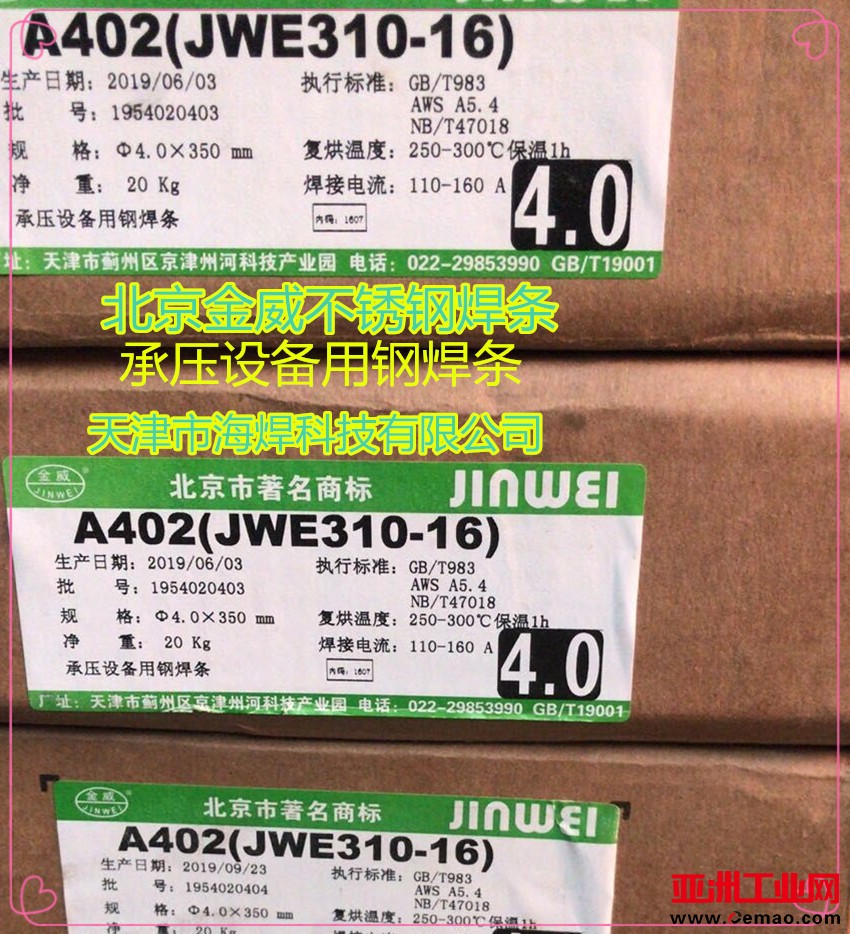 A402(JWE310-16)
生产日期: 2019/06/03 执行标准: GB/T983
批 号: 1954020403 AWS A5.4
NB/T47018
规 格: Φ4.0×350 mm 复烘温度: 250-300℃保温1h
净 重: 20 Kg 焊接电流: 110-160 A
承压设备用钢焊条 内码: 1607 4.0
址: 天津市蓟州区京津州河科技产业园 电话: 022-29853990 GB/T19001
北京金威不锈钢焊条
承压设备用钢焊条
天津市海焊科技有限公司
金威 JINWEI ® 北京市著名商标 JINWEI
A402(JWE310-16)
生产日期: 2019/06/03 执行标准: GB/T983
批 号: 1954020403 AWS A5.4
NB/T47018
规 格: Φ4.0×350 mm 复烘温度: 250-300℃保温1h
净 重: 20 Kg 焊接电流: 110-160 A
承压设备用钢焊条 内码: 1607 4.0
厂址: 天津市蓟州区京津州河科技产业园 电话: 022-29853990 GB/T19001
金威 JINWEI ® 北京市著名商标 JINWEI
A402(JWE310-16)
生产日期: 2019/09/23 执行标准: GB/T983
批 号: 1954020404 AWS A5.4
NB/T47018
规 格: Φ4.0×350 mm 复烘温度: 250-300℃保温1h
净 重: 20 Kg
亚洲工业网
www.Cemao.com